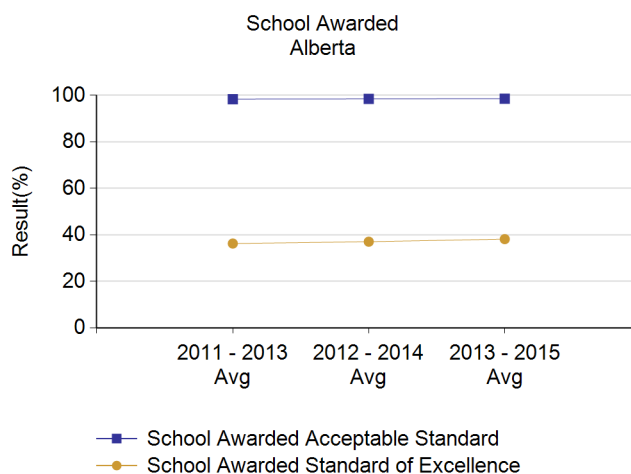 School Awarded
Alberta
Result(%)
100
80
60
40
20
0
2011 - 2013
Avg
2012 - 2014
Avg
2013 - 2015
Avg
School Awarded Acceptable Standard
School Awarded Standard of Excellence